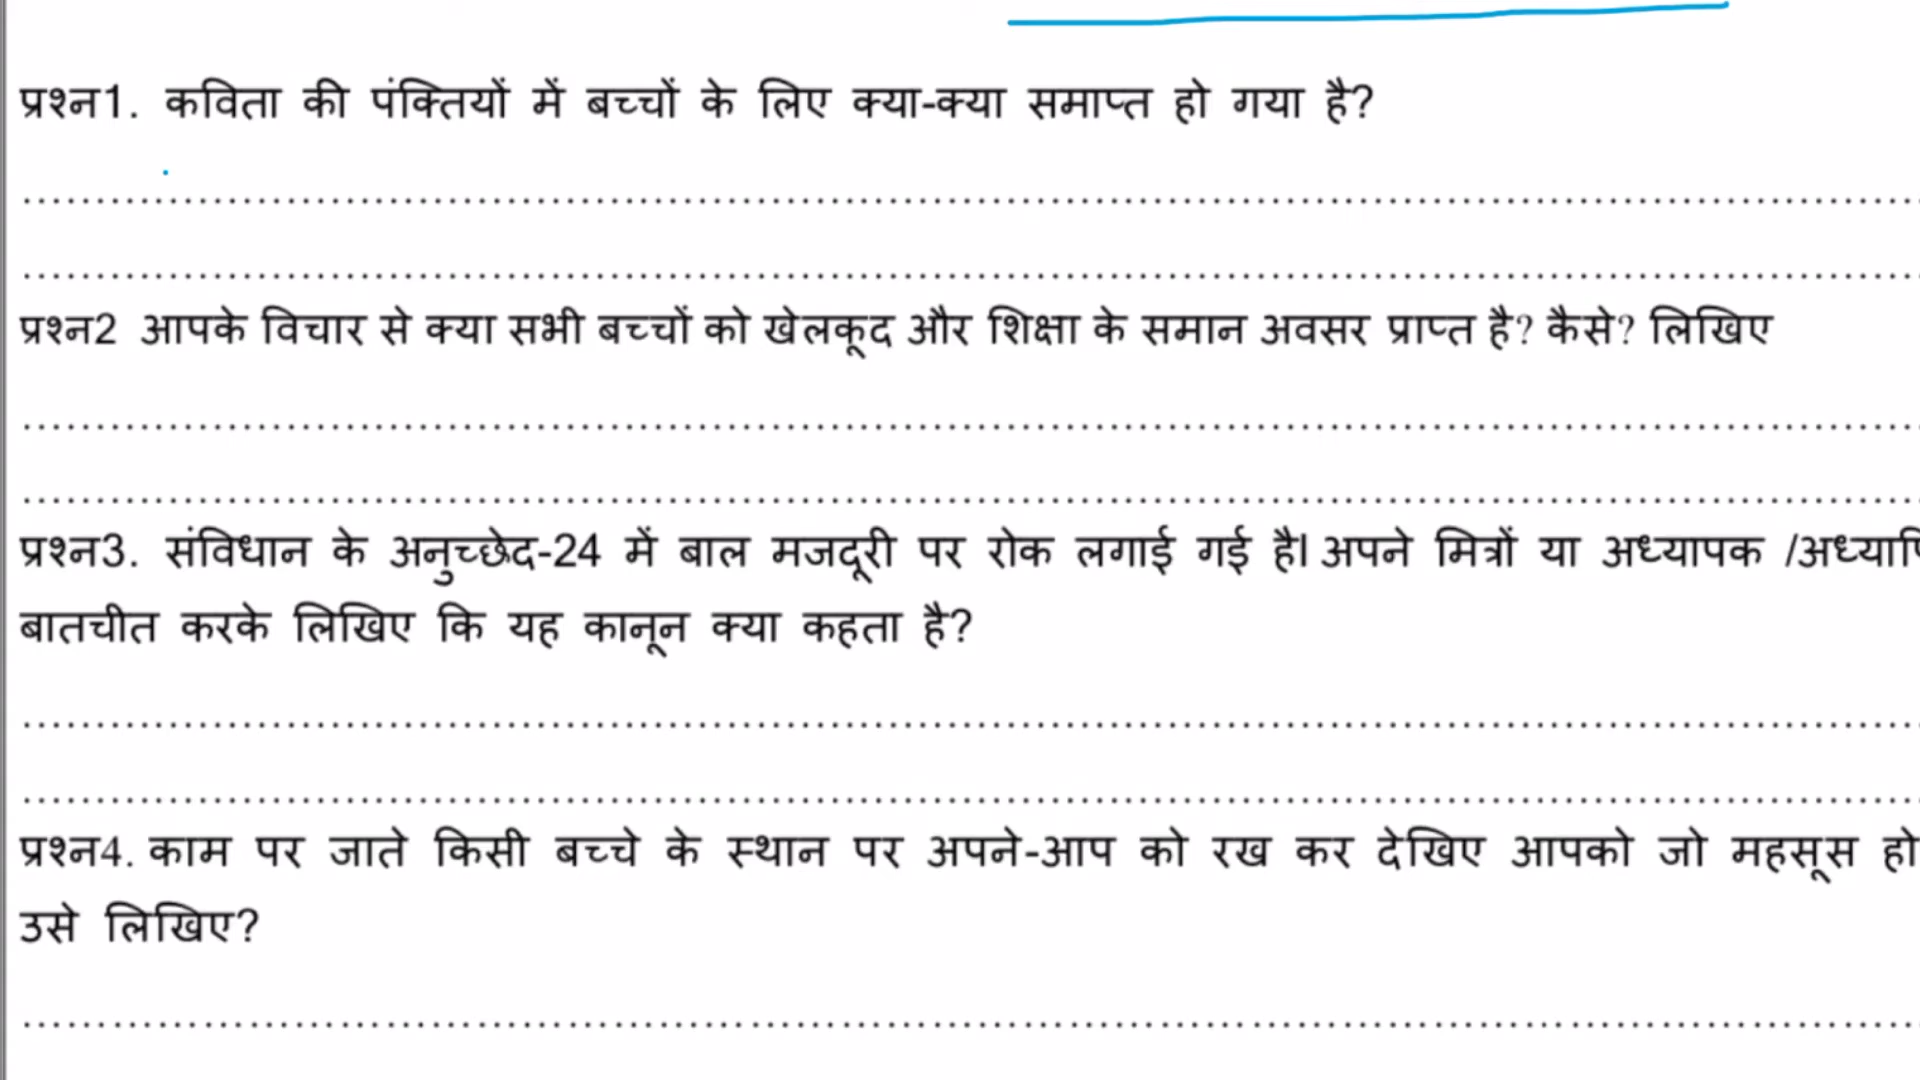 प्रश्न1. कविता की पंक्तियों में बच्चों के लिए क्या-क्या समाप्त हो गया है?
प्रश्न2 आपके विचार से क्या सभी बच्चों को खेलकूद और शिक्षा के समान अवसर प्राप्त है? कैसे? लिखिए
प्रश्न3. संविधान के अनुच्छेद-24 में बाल मजदूरी पर रोक लगाई गई है। अपने मित्रों या अध्यापक /
बातचीत करके लिखिए कि यह कानून क्या कहता है?
प्रश्न4. काम पर जाते किसी बच्चे के स्थान पर अपने-आप को रख कर देखिए आपको जो महसूस हो
उसे लिखिए?